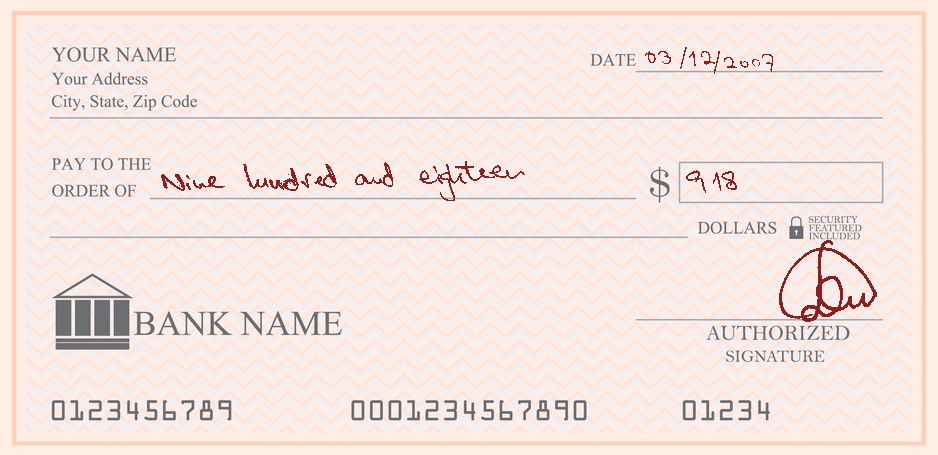 YOUR NAME
Your Address
City, State, Zip Code
DATE 03/12/2007
PAY TO THE
ORDER OF Nine hundred and eighteen $ 918
DOLLARS SECURITY
FEATURED
INCLUDED
BANK NAME
AUTHORIZED
SIGNATURE
0123456789 0001234567890 01234